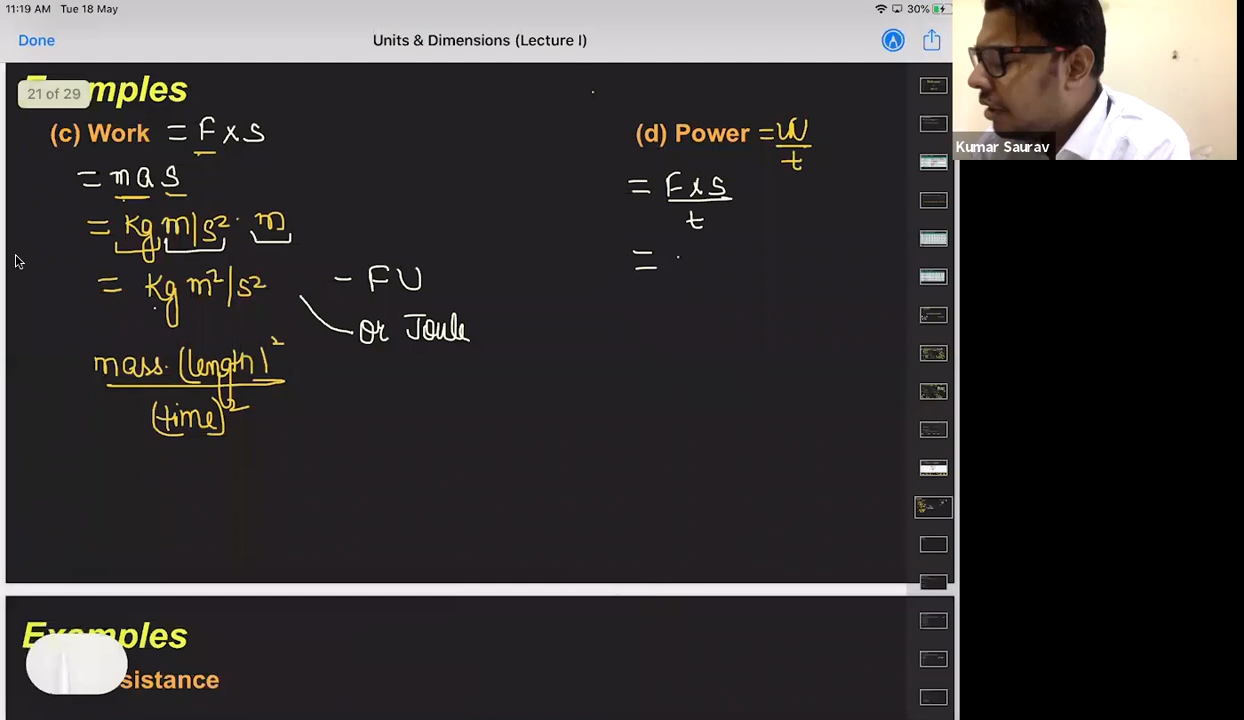 11:19 AM Tue 18 May
30%
Done
Units & Dimensions (Lecture I)
21 of 29
(c) Work = F x S
= m a S
= Kg m/s² · m
= Kg m²/s²
- FU
or Joule
mass. (length)²
(time)²
(d) Power = W
t
= F x S
t
=
Kumar Saurav
Examples
sistance